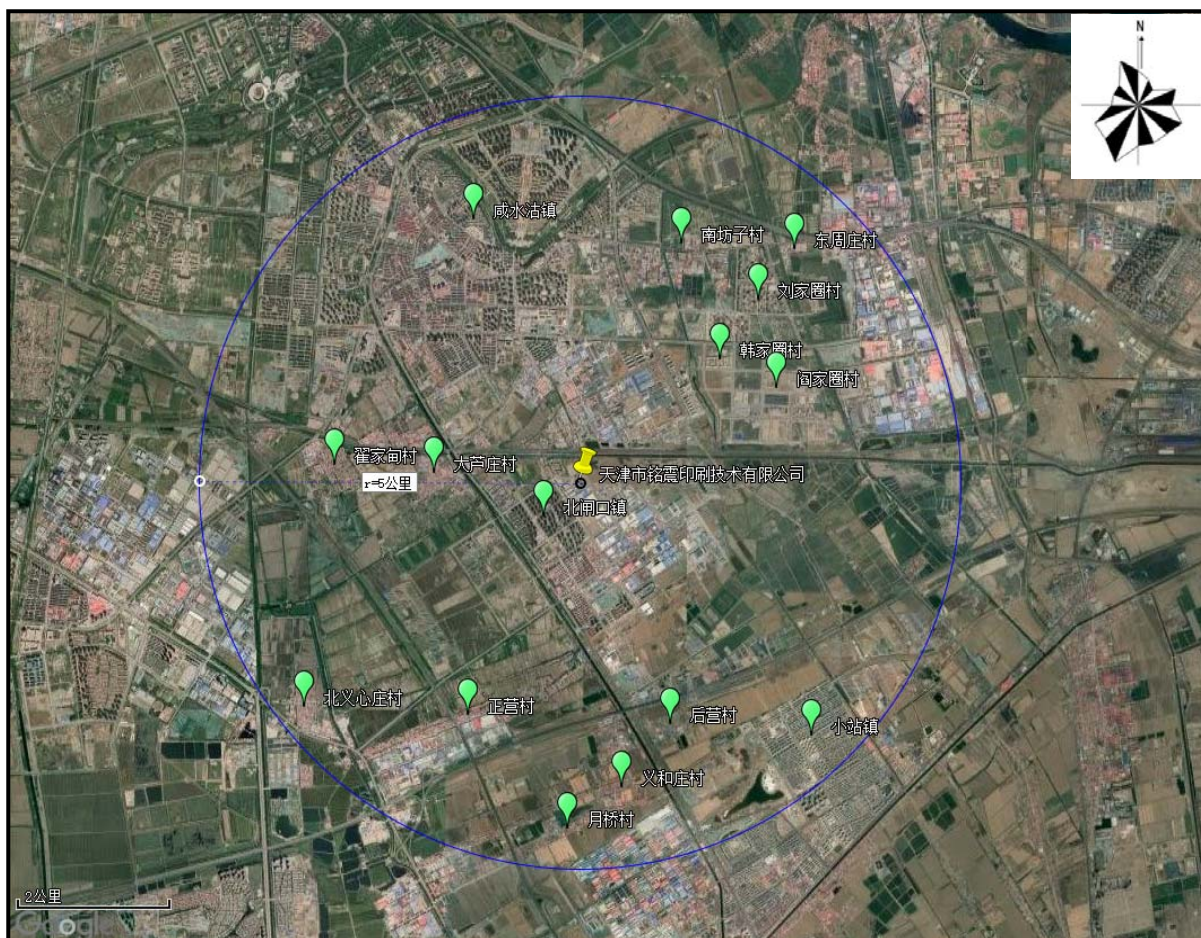 N
咸水沽镇
南坊子村
东周庄村
刘家圈村
韩家圈村
阎家圈村
翟家甸村
大芦庄村
天津市铭震印刷技术有限公司
r=5公里
北闸口镇
北义心庄村
正营村
后营村
小站镇
义和庄村
月桥村
2公里
Google